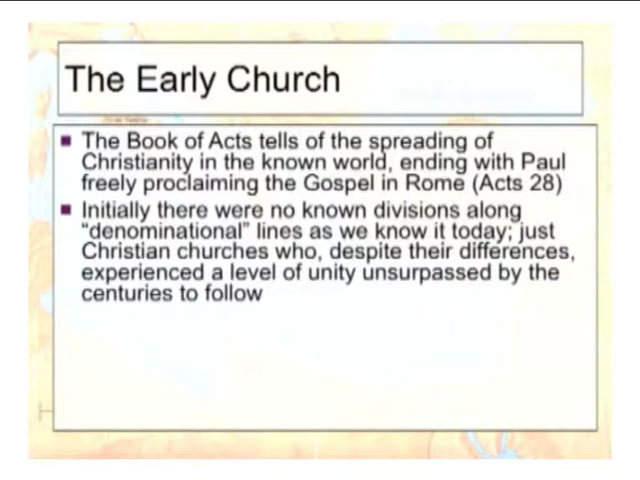 The Early Church
The Book of Acts tells of the spreading of
Christianity in the known world, ending with Paul
freely proclaiming the Gospel in Rome (Acts 28)
Initially there were no known divisions along
“denominational” lines as we know it today; just
Christian churches who, despite their differences,
experienced a level of unity unsurpassed by the
centuries to follow